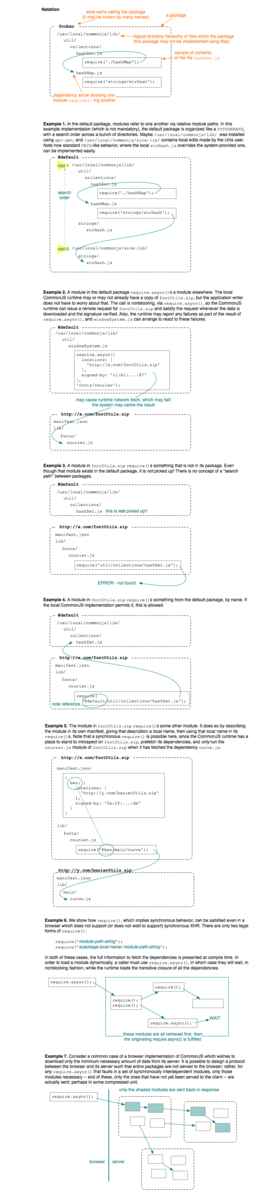 Notation
what we're calling the package
(it may be known by many names)
a package
foobar
/usr/local/commonjs/lib/
logical directory hierarchy of files within the package
(the package may not be implemented using files)
util/
collections/
hashSet.js
sample of contents
of the file hashSet.js
require('./hashMap');
hashMap.js
require('strings/strHash');
dependency arrow allowing one
module require()ing another
Example 1. In the default package, modules refer to one another via relative module paths. In this
example implementation (which is not mandatory), the default package is organized like a PYTHONPATH,
with a search order across a bunch of directories. Maybe /usr/local/commonjs/lib/ was installed
using apt-get, and /usr/local/commonjs/site-lib/ contains local edits made by the Unix user.
Note standard PATH-like behavior, where the local strHash.js overrides the system-provided one,
can be implemented easily.
#default
/usr/local/commonjs/lib/
util/
collections/
hashSet.js
search
order
require('./hashMap');
hashMap.js
require('strings/strHash');
strings/
strHash.js
/usr/local/commonjs/site-lib/
strings/
strHash.js
Example 2. A module in the default package require.async()s a module elsewhere. The local
CommonJS runtime may or may not already have a copy of fontUtils.zip, but the application writer
does not have to worry about that. The call is nonblocking, via require.async(), so the CommonJS
runtime can issue a remote request for fontUtils.zip and satisfy the request whenever the data is
downloaded and the signature verified. Also, the runtime may report any failures as part of the result of
require.async(), and windowSystem.js can arrange to react to these failures.
#default
/usr/local/commonjs/lib/
util/
windowSystem.js
require.async()
locations: [
'http://x.com/fontUtils.zip'
],
},
"fonts/courier");
may cause runtime network fetch, which may fail!
the system may cache the result
http://x.com/fontUtils.zip
manifest.json
lib/
fonts/
courier.js
Example 3. A module in fontUtils.zip require()s something that is not in its package. Even
though that module exists in the default package, it is not picked up! There is no concept of a "search
path" between packages.
#default
/usr/local/commonjs/lib/
util/
collections/
hashSet.js this is not picked up!!
http://x.com/fontUtils.zip
manifest.json
lib/
fonts/
courier.js
require('util/collections/hashSet.js');
ERROR - not found
Example 4. A module in fontUtils.zip require()s something from the default package, by name. If
the local CommonJS implementation permits it, this is allowed.
#default
/usr/local/commonjs/lib/
util/
collections/
hashSet.js
http://x.com/fontUtils.zip
manifest.json
lib/
fonts/
courier.js
require(
'#default/util/collections/hashSet.js');
note reference
Example 5. The module in fontUtils.zip require()s some other module. It does so by describing
the module in its own manifest, giving that description a local name, then using that local name in its
require()s. Note that a synchronous require() is possible here, since the CommonJS runtime has
a place to stand to introspect on fontUtils.zip, prefetch its dependencies, and only run the
courier.js module of fontUtils.zip when it has fetched the dependency curve.js.
http://x.com/fontUtils.zip
manifest.json
{
bez: {
locations: [
'http://y.com/bezierUtils.zip'
],
}
}
lib/
fonts/
courier.js
require('#bez/main/curve');
http://y.com/bezierUtils.zip
manifest.json
lib/
main/
curve.js
Example 6. We show how require(), which implies synchronous behavior, can be satisfied even in a
browser which does not support (or does not wish to support) synchronous XHR. There are only two legal
forms of require():
require('module-path-string');
require('#package-local-name/module-path-string');
In both of these cases, the full information to fetch the dependencies is presented at compile time. In
order to load a module dynamically, a caller must use require.async(), in which case they will wait, in
nonblocking fashion, while the runtime loads the transitive closure of all the dependencies.
require.async();
require();
require();
require();
require.async();
WAIT
these modules are all retrieved first, then
the originating require.async() is fulfilled
Example 7. Consider a common case of a browser implementation of CommonJS which wishes to
download only the minimum necessary amount of data from its server. It is possible to design a protocol
between the browser and its server such that entire packages are not served to the browser; rather, for
any require.async() that faults in a set of synchronously interdependent modules, only those
modules necessary -- and of those, only the ones that have not yet been served to the client -- are
actually sent; perhaps in some compressed unit.
only the shaded modules are sent back in response
require.async();
browser
server